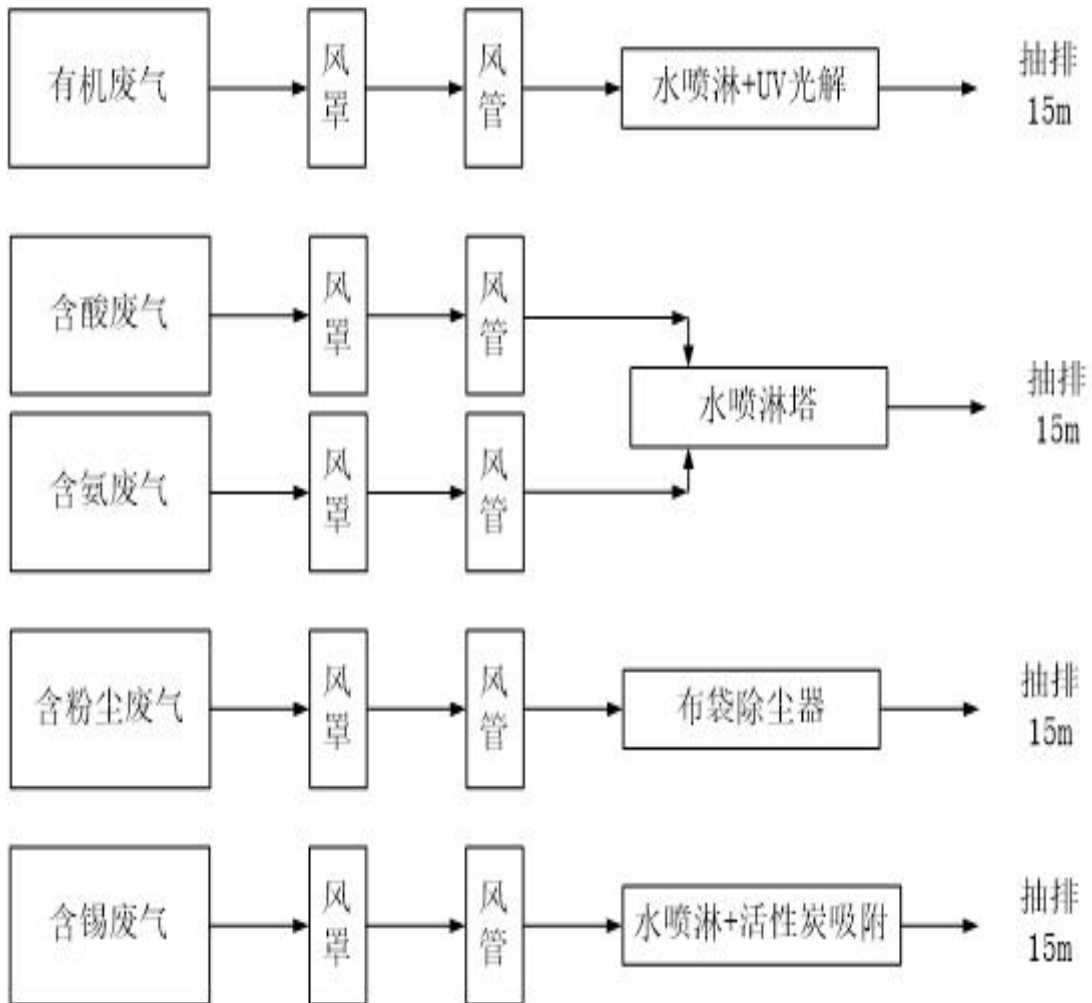 有机废气
风罩
风管
水喷淋+UV光解
抽排
15m
含酸废气
风罩
风管
水喷淋塔
抽排
15m
含氨废气
风罩
风管
含粉尘废气
风罩
风管
布袋除尘器
抽排
15m
含锡废气
风罩
风管
水喷淋+活性炭吸附
抽排
15m